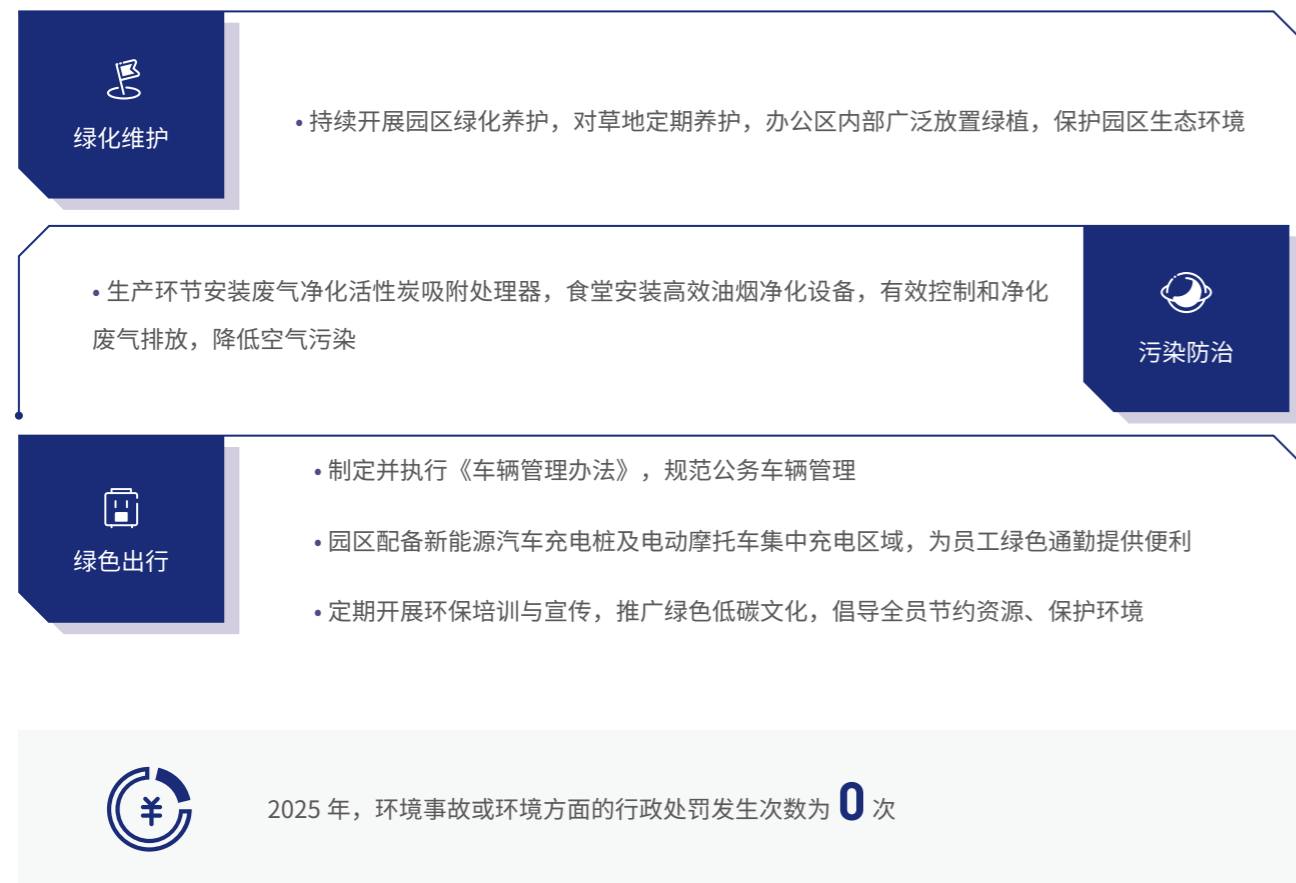 绿化维护
• 持续开展园区绿化养护，对草地定期养护，办公区内部广泛放置绿植，保护园区生态环境
• 生产环节安装废气净化活性炭吸附处理器，食堂安装高效油烟净化设备，有效控制和净化
废气排放，降低空气污染
污染防治
绿色出行
• 制定并执行《车辆管理办法》，规范公务车辆管理
• 园区配备新能源汽车充电桩及电动摩托车集中充电区域，为员工绿色通勤提供便利
• 定期开展环保培训与宣传，推广绿色低碳文化，倡导全员节约资源、保护环境
¥
2025 年，环境事故或环境方面的行政处罚发生次数为 0 次